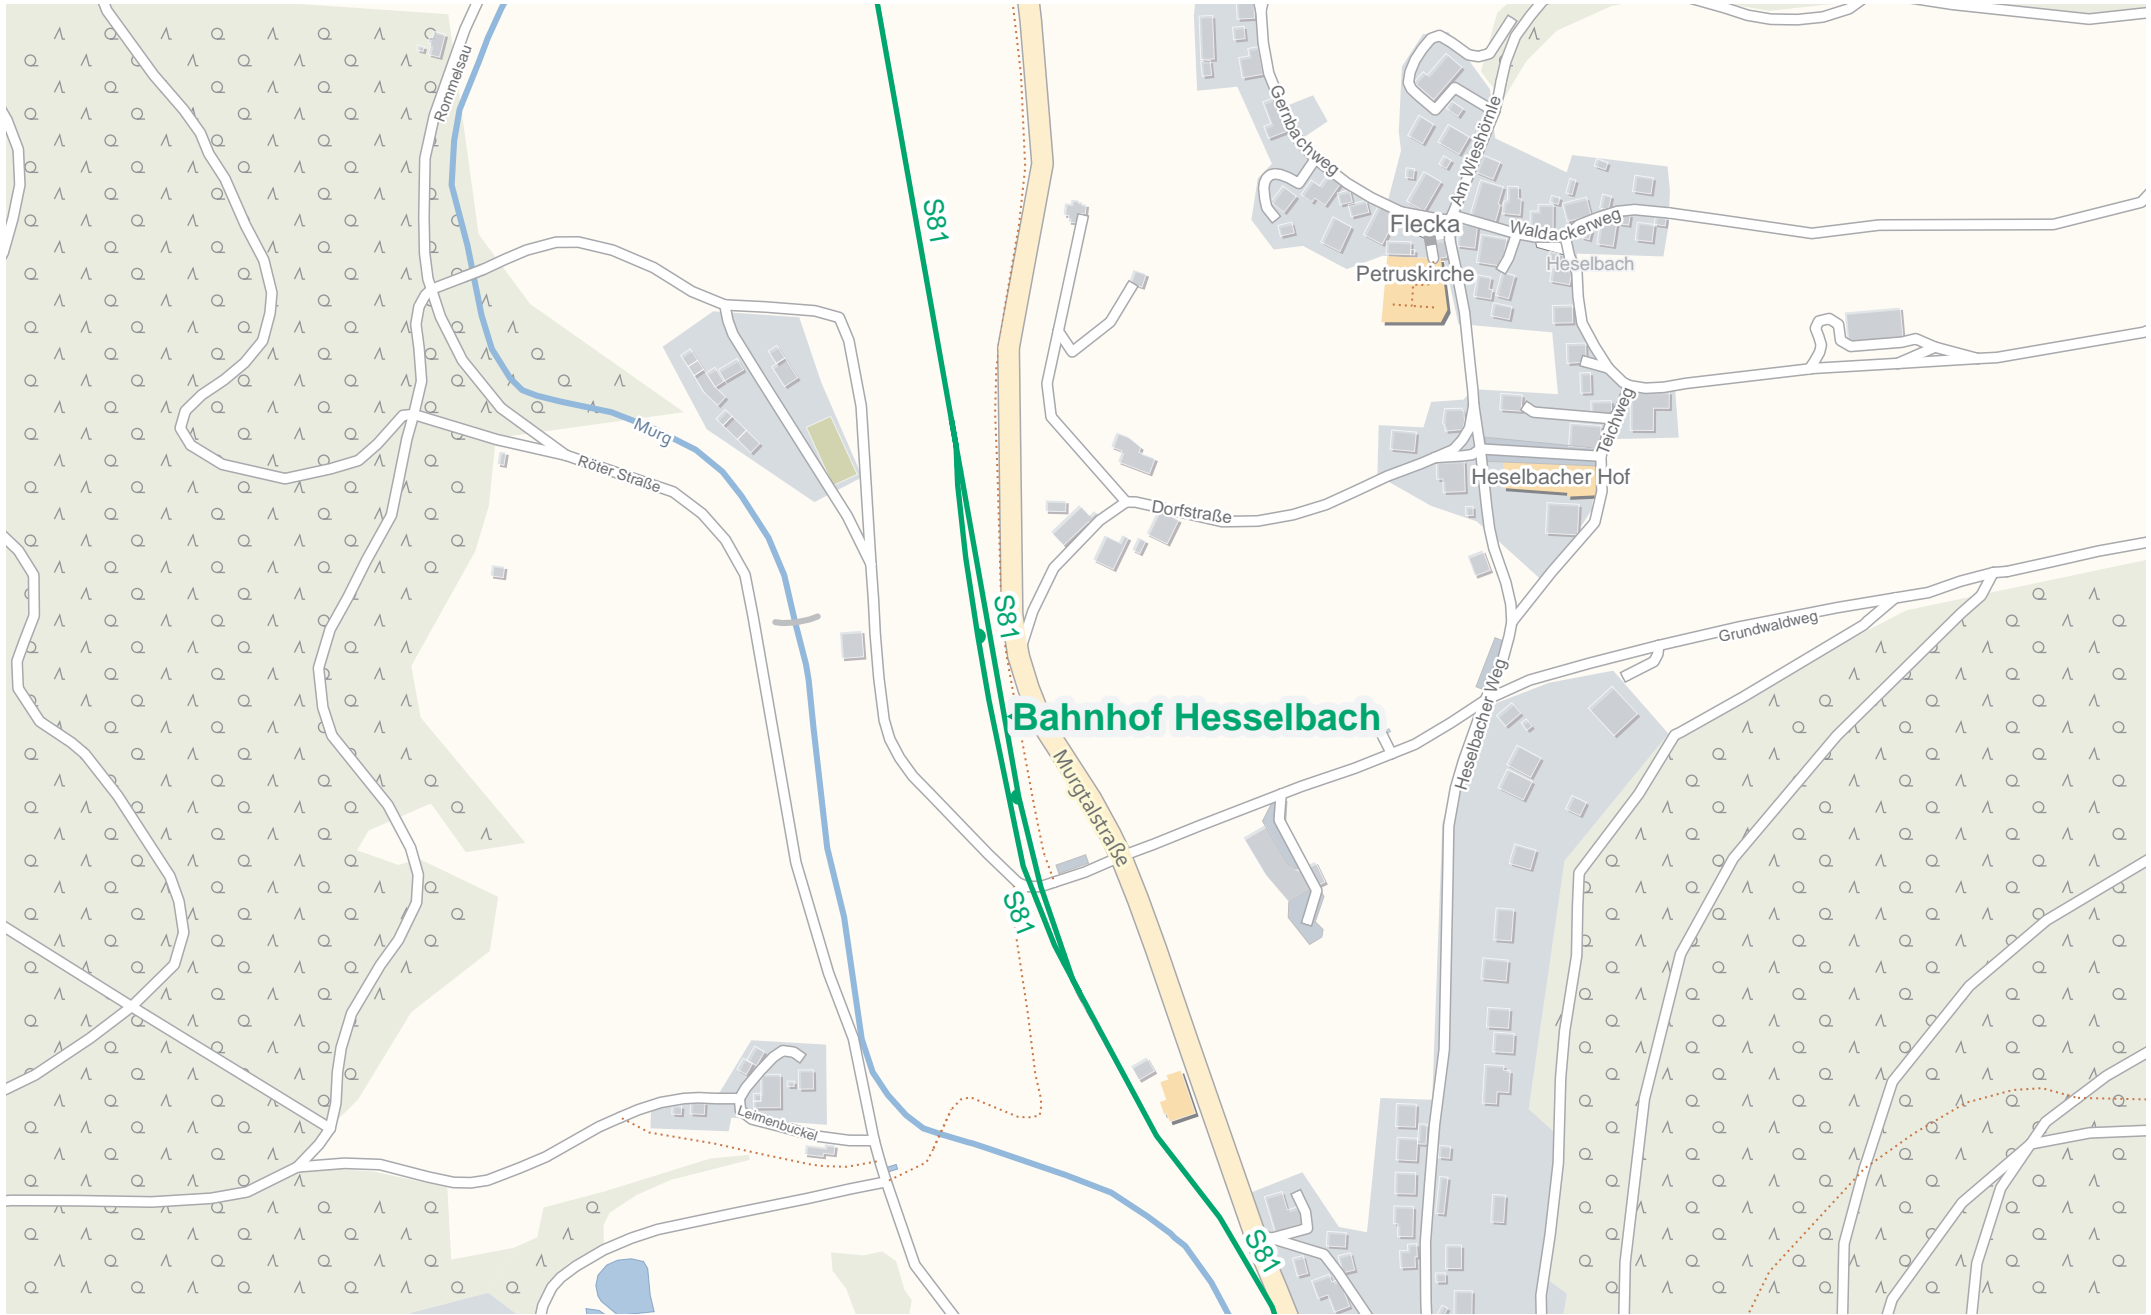 Rommelsau
Gernbachweg
Am Wieshörnle
S81
Flecka
Waldackerweg
Heselbach
Petruskirche
Murg
Röter Straße
Teichweg
Heselbacher Hof
Dorfstraße
S81
Grundwaldweg
Heselbacher Weg
Bahnhof Hesselbach
Murgtalstraße
S81
Leimenbuckel
S81